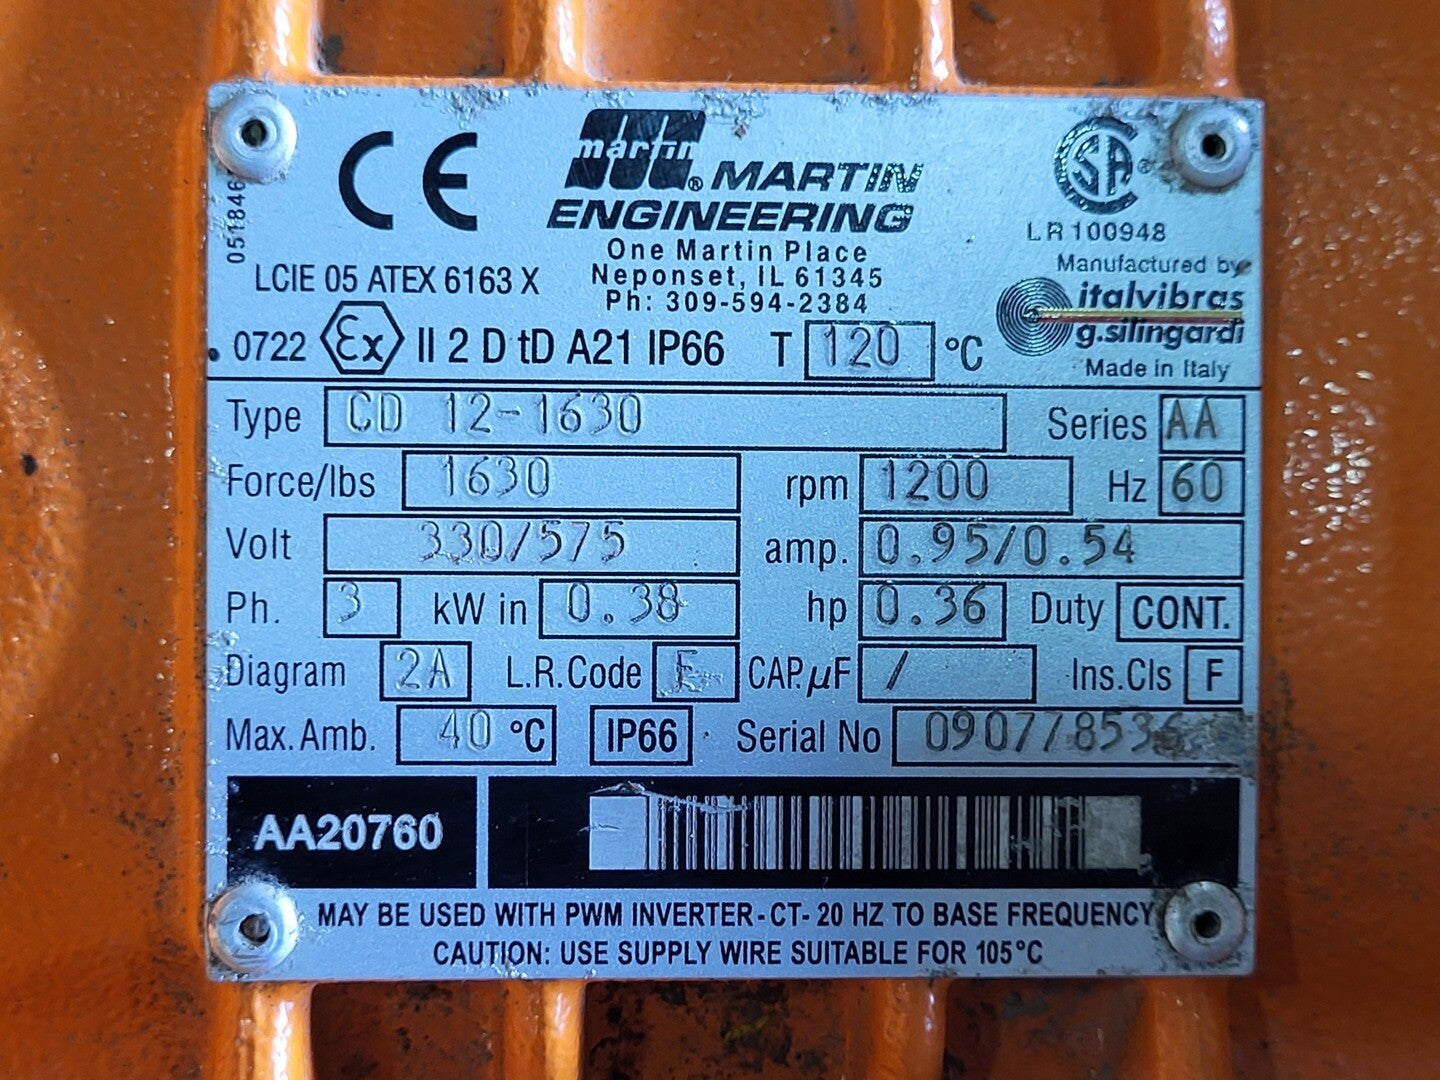 051846
CE
martin
® MARTIN
ENGINEERING
One Martin Place
Neponset, IL 61345
Ph: 309-594-2384
SA ®
LR 100948
Manufactured by
italvibras
g.silingardi
Made in Italy
LCIE 05 ATEX 6163 X
0722 Ex II 2 D tD A21 IP66 T 120 °C
Type CD 12-1630 Series AA
Force/lbs 1630 rpm 1200 Hz 60
Volt 330/575 amp. 0.95/0.54
Ph. 3 kW in 0.38 hp 0.36 Duty CONT.
Diagram 2A L.R.Code E CAP.µF / Ins.Cls F
Max. Amb. 40 °C IP66 Serial No 090778536
AA20760
MAY BE USED WITH PWM INVERTER-CT- 20 HZ TO BASE FREQUENCY
CAUTION: USE SUPPLY WIRE SUITABLE FOR 105°C